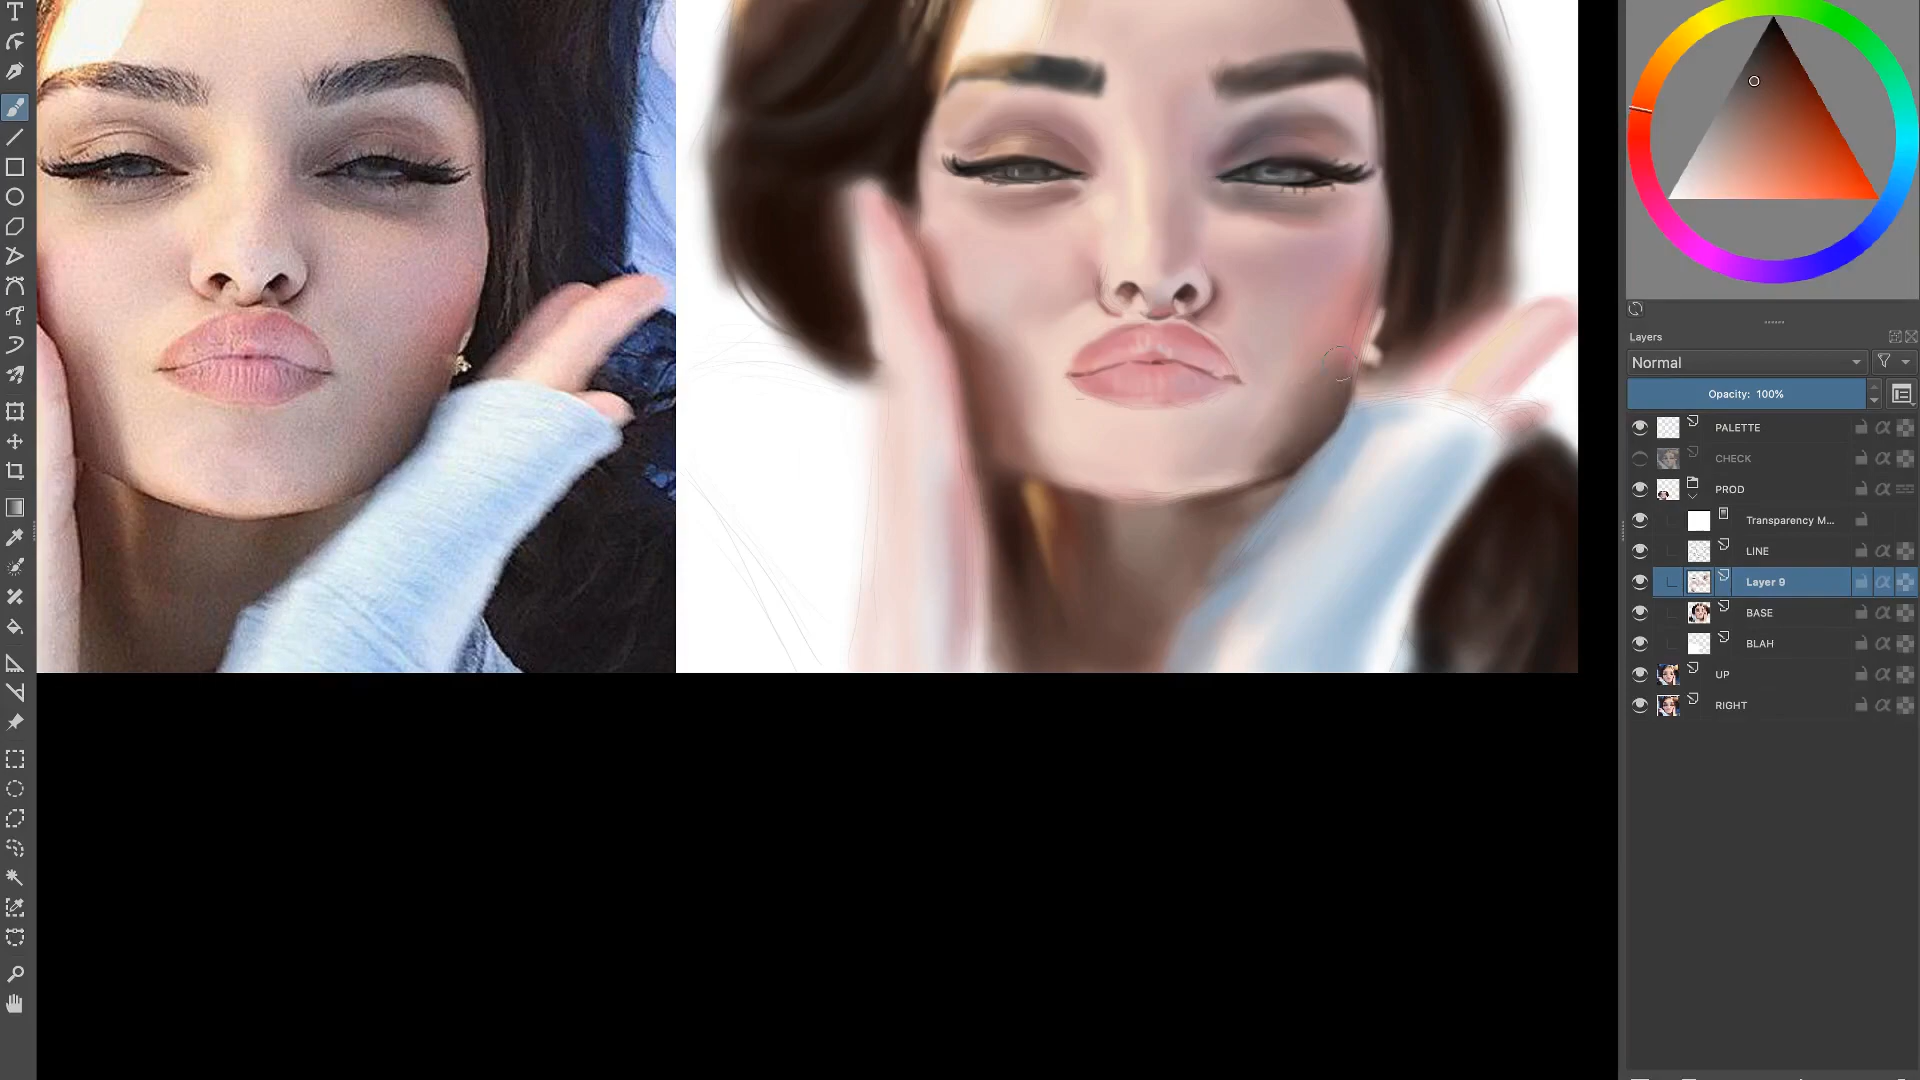 Layers
Normal
Opacity: 100%
PALETTE
CHECK
PROD
Transparency M...
LINE
Layer 9
BASE
BLAH
UP
RIGHT